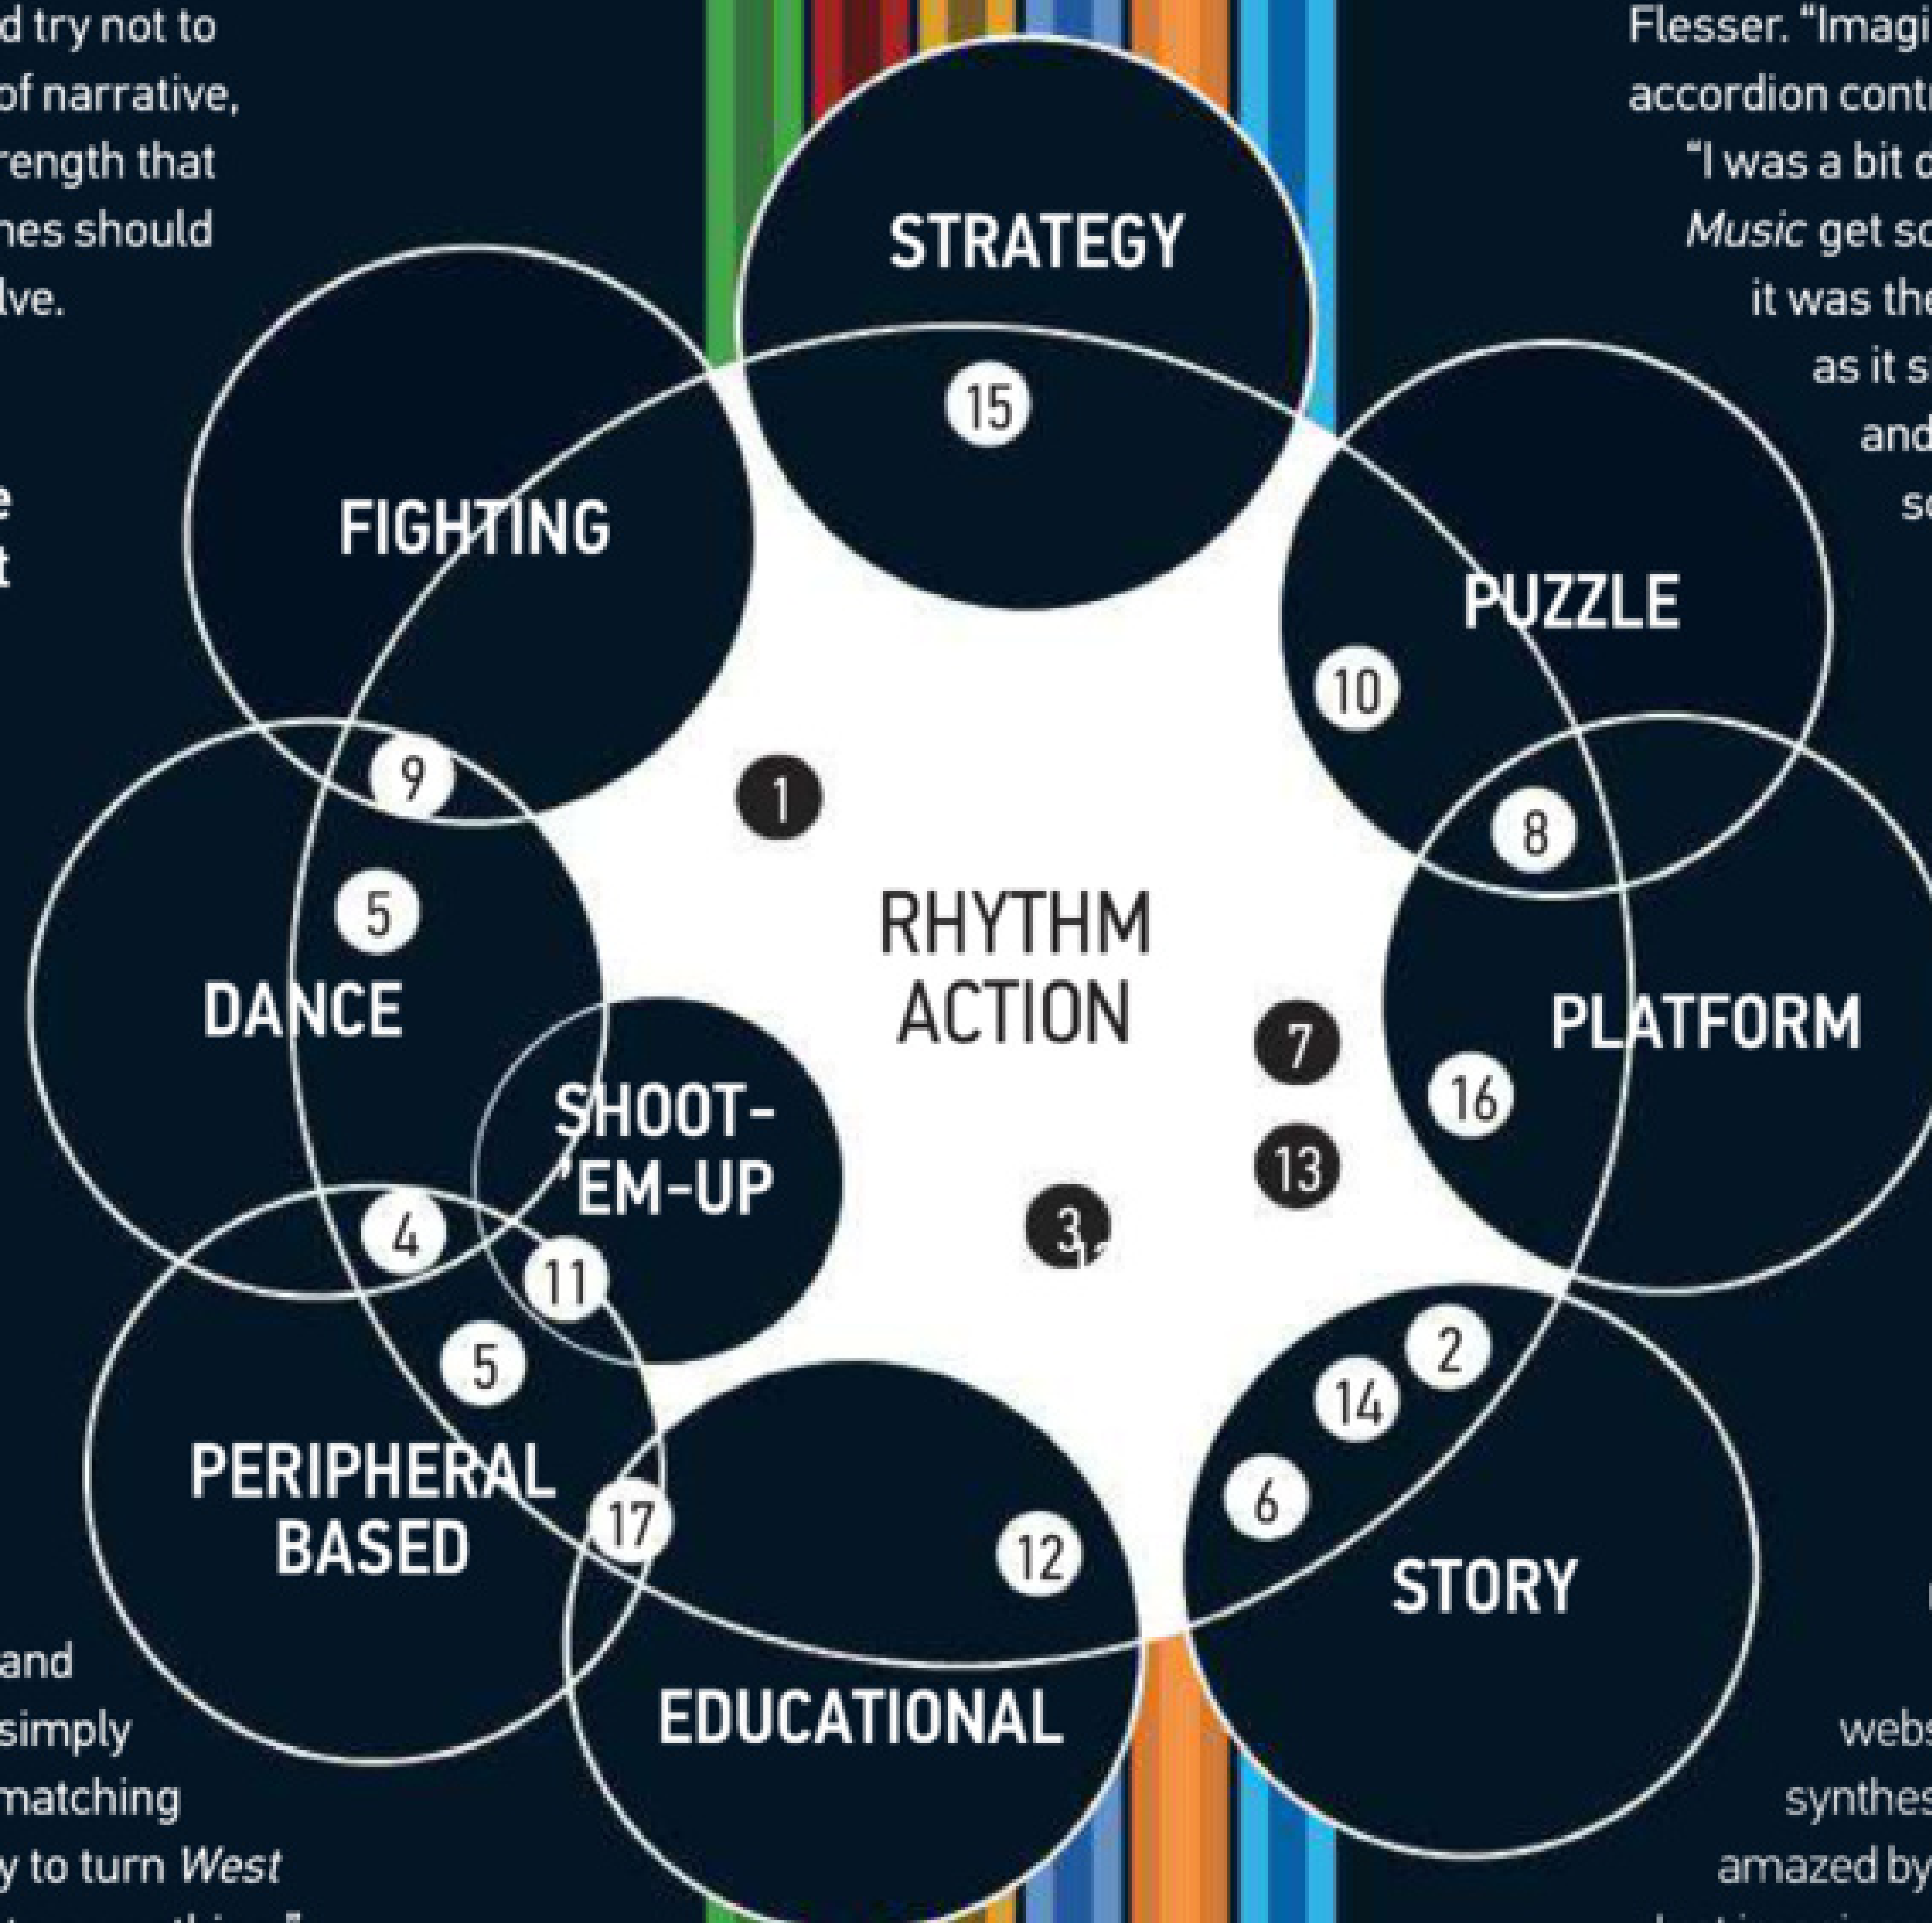 d try not to
of narrative,
rength that
nes should
lve.
e
t
Flesser. “Imagi
accordion cont
“I was a bit d
Music get so
it was the
as it s
and
so
STRATEGY
15
FIGHTING
PUZZLE
10
9
1
8
5
RHYTHM
ACTION
DANCE
7
PLATFORM
SHOOT-
’EM-UP
16
13
4
3
11
2
5
14
PERIPHERAL
BASED
6
17
12
STORY
EDUCATIONAL
and
simply
matching
y to turn West
webs
synthes
amazed by